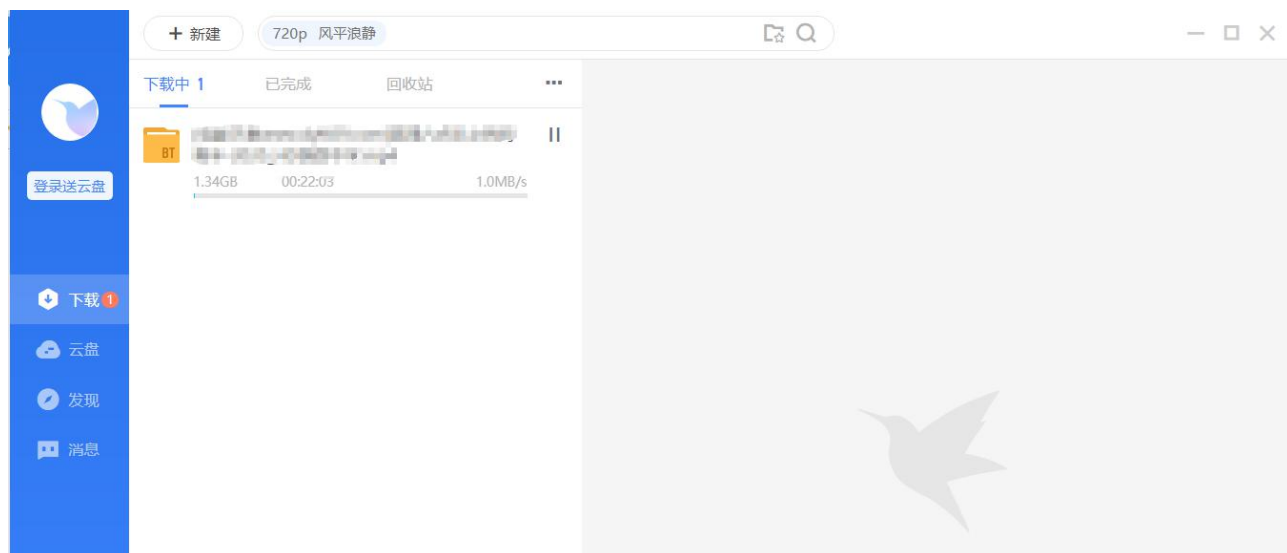 新建
720p 风平浪静
下载中 1
已完成
回收站
登录送云盘
BT
1.34GB
00:22:03
1.0MB/s
下载 1
云盘
发现
消息